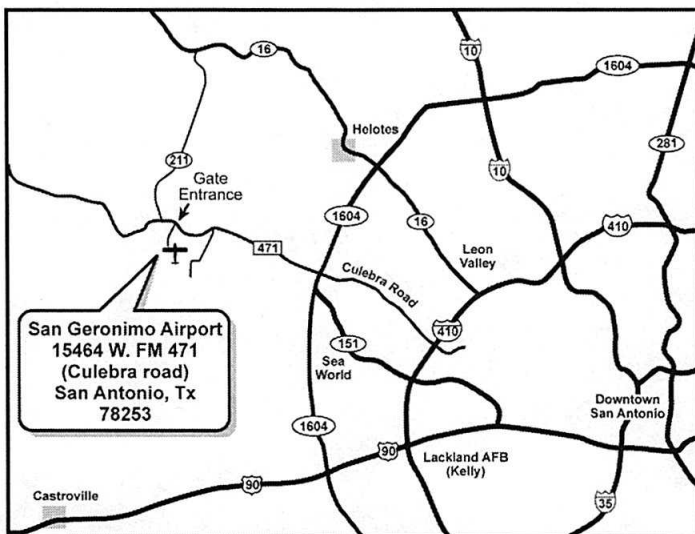 16
10
1604
Helotes
281
211
10
Gate
Entrance
1604
16
410
471
Leon
Valley
Culebra Road
410
San Geronimo Airport
15464 W. FM 471
(Culebra road)
San Antonio, Tx
78253
151
Sea
World
Downtown
San Antonio
1604
90
Lackland AFB
(Kelly)
90
Castroville
35